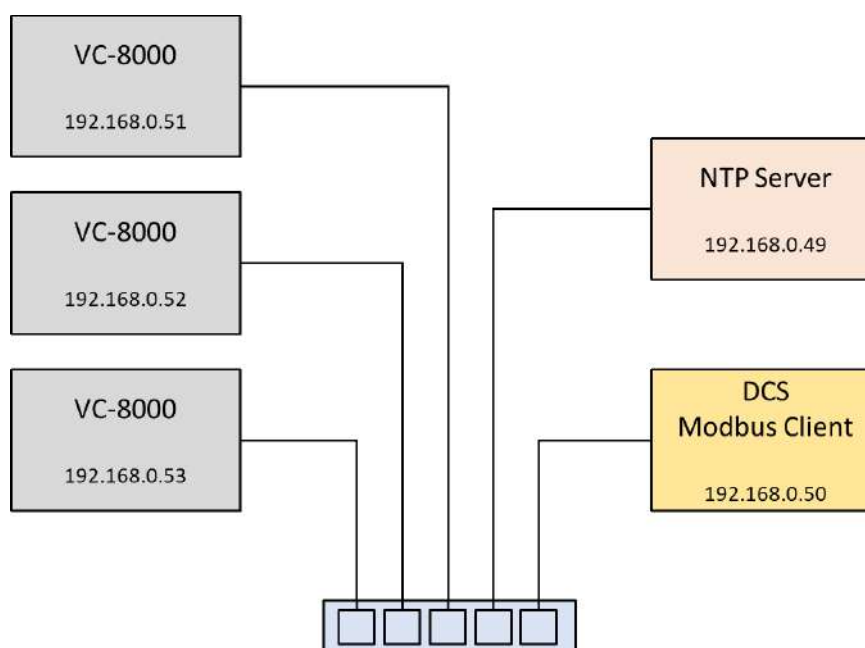 VC-8000
192.168.0.51
VC-8000
192.168.0.52
VC-8000
192.168.0.53
NTP Server
192.168.0.49
DCS
Modbus Client
192.168.0.50